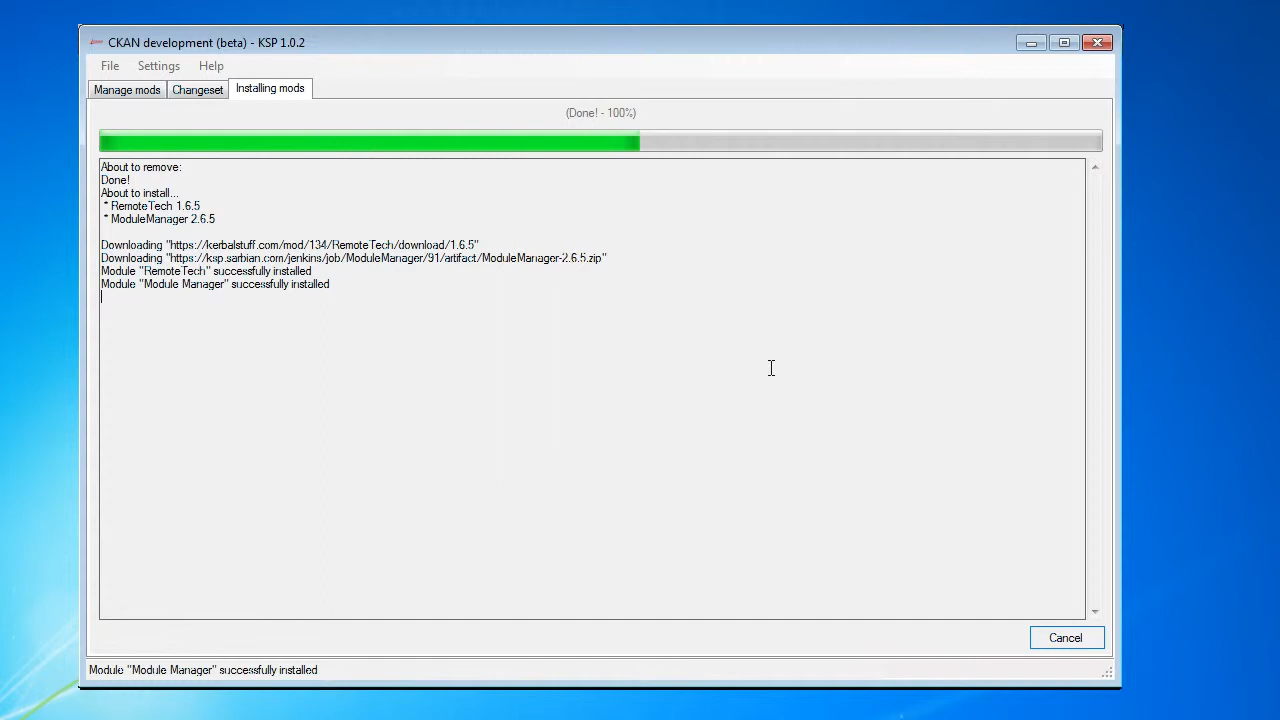 CKAN development (beta) - KSP 1.0.2
File Settings Help
Manage mods Changeset Installing mods
(Done! - 100%)
About to remove:
Done!
About to install...
* RemoteTech 1.6.5
* ModuleManager 2.6.5
Downloading "https://kerbalstuff.com/mod/134/RemoteTech/download/1.6.5"
Downloading "https://ksp.sarbian.com/jenkins/job/ModuleManager/91/artifact/ModuleManager-2.6.5.zip"
Module "RemoteTech" successfully installed
Module "Module Manager" successfully installed
Cancel
Module "Module Manager" successfully installed